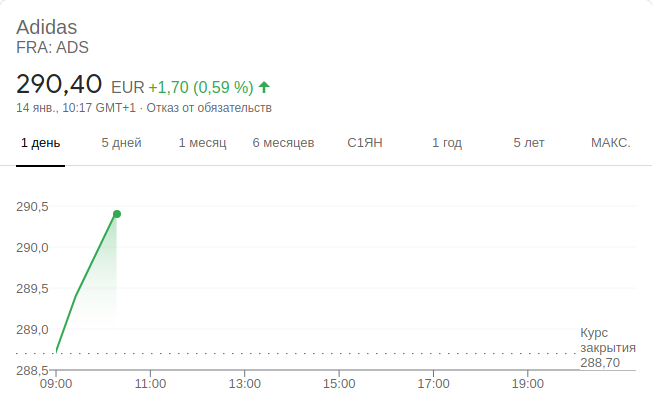 Adidas
FRA: ADS
290,40 EUR +1,70 (0,59 %)
14 янв., 10:17 GMT+1 · Отказ от обязательств
1 день 5 дней 1 месяц 6 месяцев С1ЯН 1 год 5 лет МАКС.
290,5
290,0
289,5
289,0
288,5
Курс
закрытия
288,70
09:00 11:00 13:00 15:00 17:00 19:00